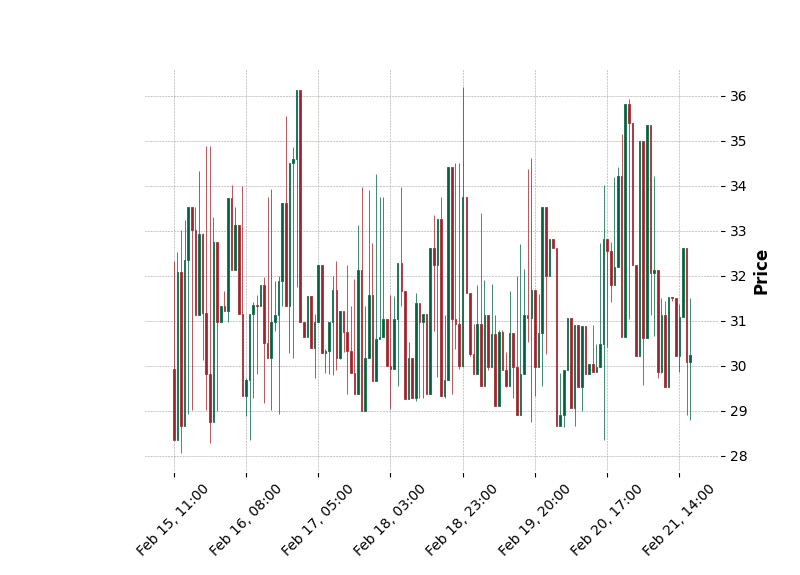 36
35
34
33
32
31
30
29
28
Price
Feb 15, 11:00
Feb 16, 08:00
Feb 17, 05:00
Feb 18, 03:00
Feb 18, 23:00
Feb 19, 20:00
Feb 20, 17:00
Feb 21, 14:00